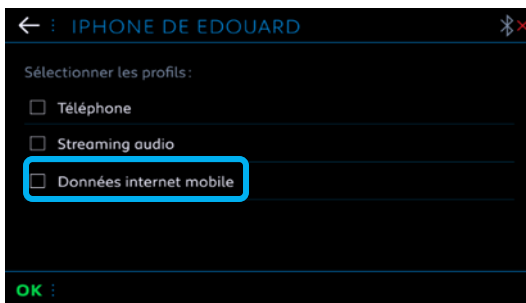 IPHONE DE EDOUARD
Sélectionner les profils :
Téléphone
Streaming audio
Données internet mobile
OK